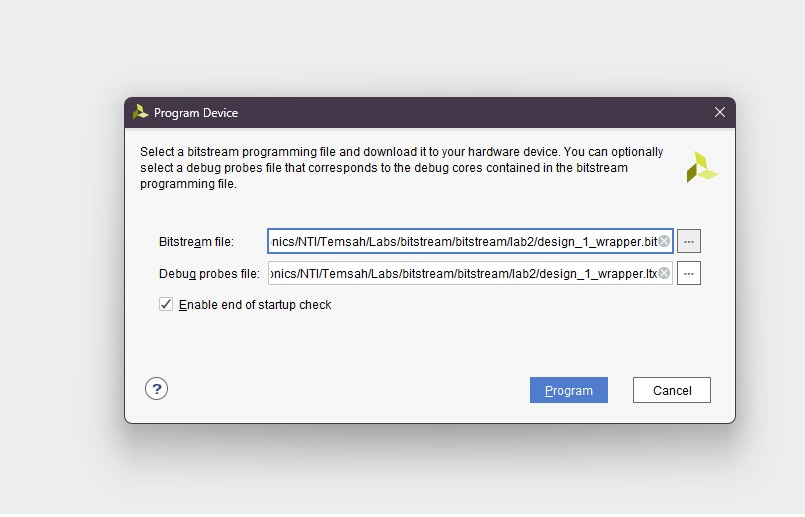 Program Device
Select a bitstream programming file and download it to your hardware device. You can optionally
select a debug probes file that corresponds to the debug cores contained in the bitstream
programming file.
Bitstream file:
nics/NTI/Temsah/Labs/bitstream/bitstream/lab2/design_1_wrapper.bit
...
Debug probes file:
onics/NTI/Temsah/Labs/bitstream/bitstream/lab2/design_1_wrapper.ltx
...
Enable end of startup check
?
Program
Cancel